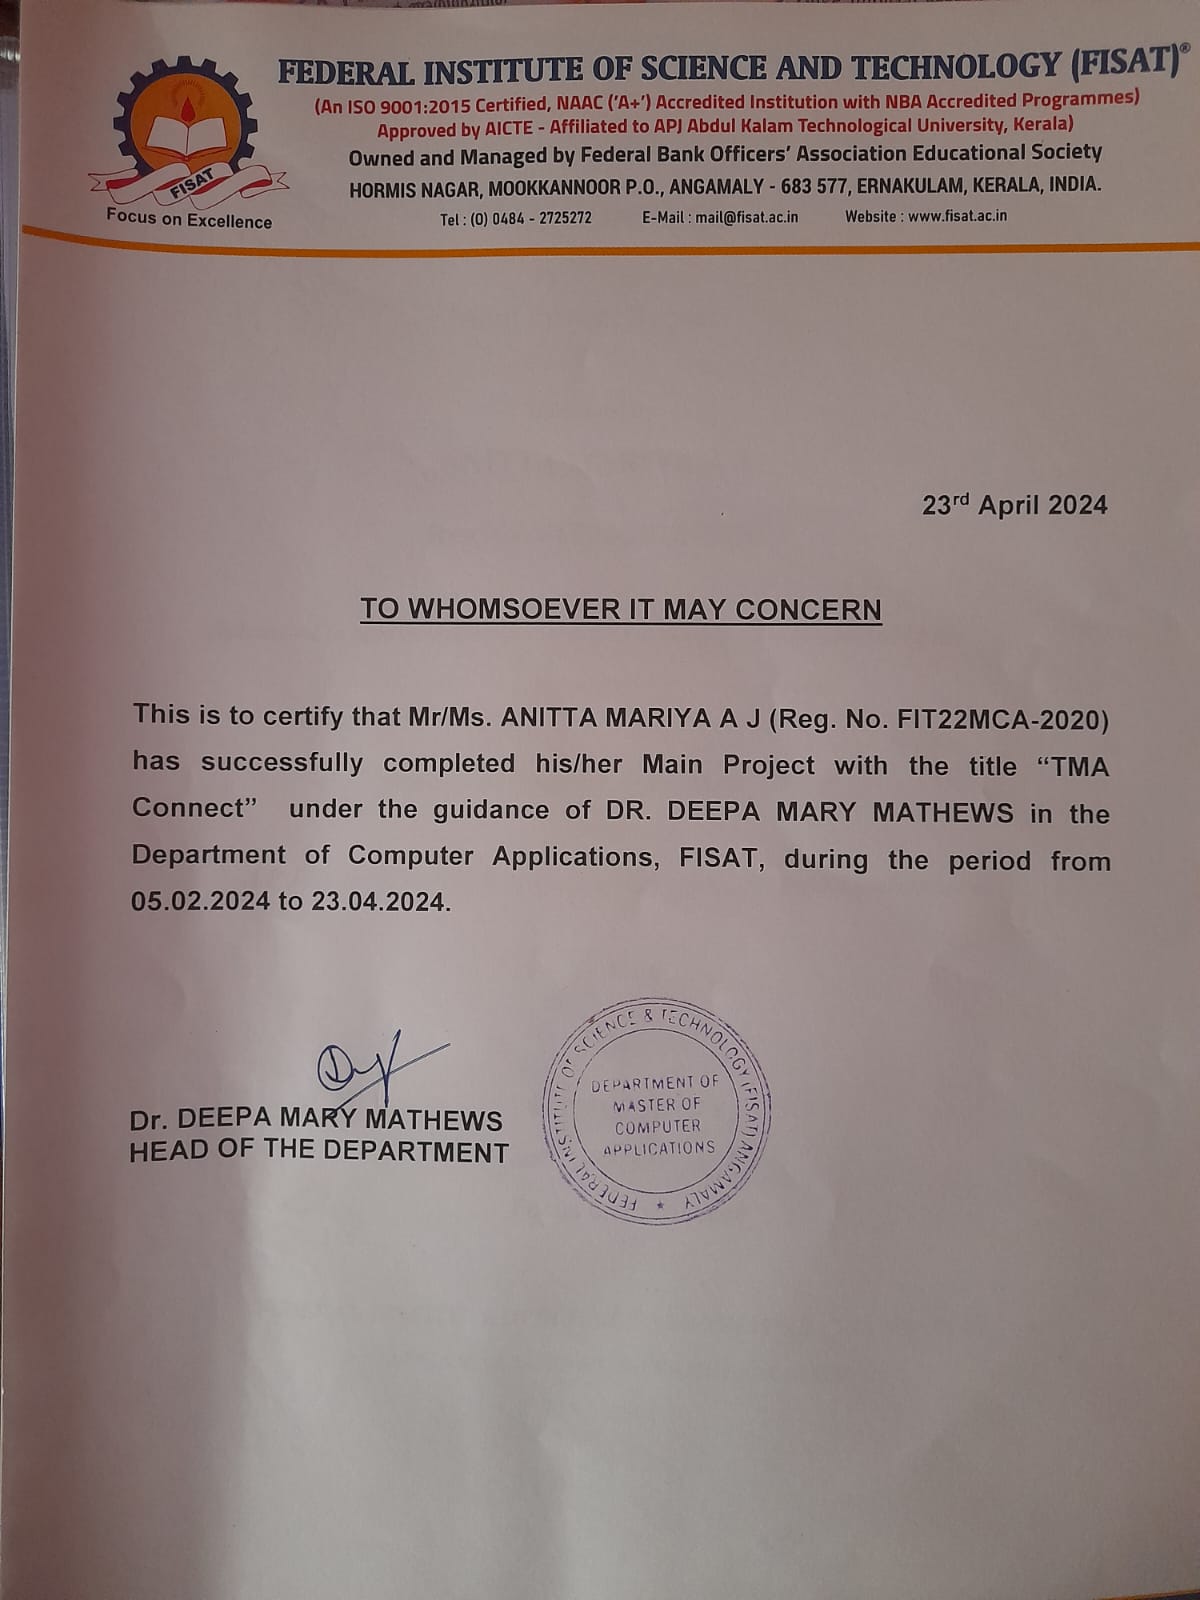 FEDERAL INSTITUTE OF SCIENCE AND TECHNOLOGY (FISAT)®
(An ISO 9001:2015 Certified, NAAC (‘A+’) Accredited Institution with NBA Accredited Programmes)
Approved by AICTE - Affiliated to APJ Abdul Kalam Technological University, Kerala)
Owned and Managed by Federal Bank Officers’ Association Educational Society
HORMIS NAGAR, MOOKKANNOOR P.O., ANGAMALY - 683 577, ERNAKULAM, KERALA, INDIA.
Tel : (0) 0484 - 2725272 E-Mail : mail@fisat.ac.in Website : www.fisat.ac.in
FISAT
Focus on Excellence
23rd April 2024
TO WHOMSOEVER IT MAY CONCERN
This is to certify that Mr/Ms. ANITTA MARIYA A J (Reg. No. FIT22MCA-2020)
has successfully completed his/her Main Project with the title “TMA
Connect” under the guidance of DR. DEEPA MARY MATHEWS in the
Department of Computer Applications, FISAT, during the period from
05.02.2024 to 23.04.2024.
Dr. DEEPA MARY MATHEWS
HEAD OF THE DEPARTMENT
FEDERAL INSTITUTE OF SCIENCE & TECHNOLOGY (FISAT) ANGAMALY
DEPARTMENT OF
MASTER OF
COMPUTER
APPLICATIONS